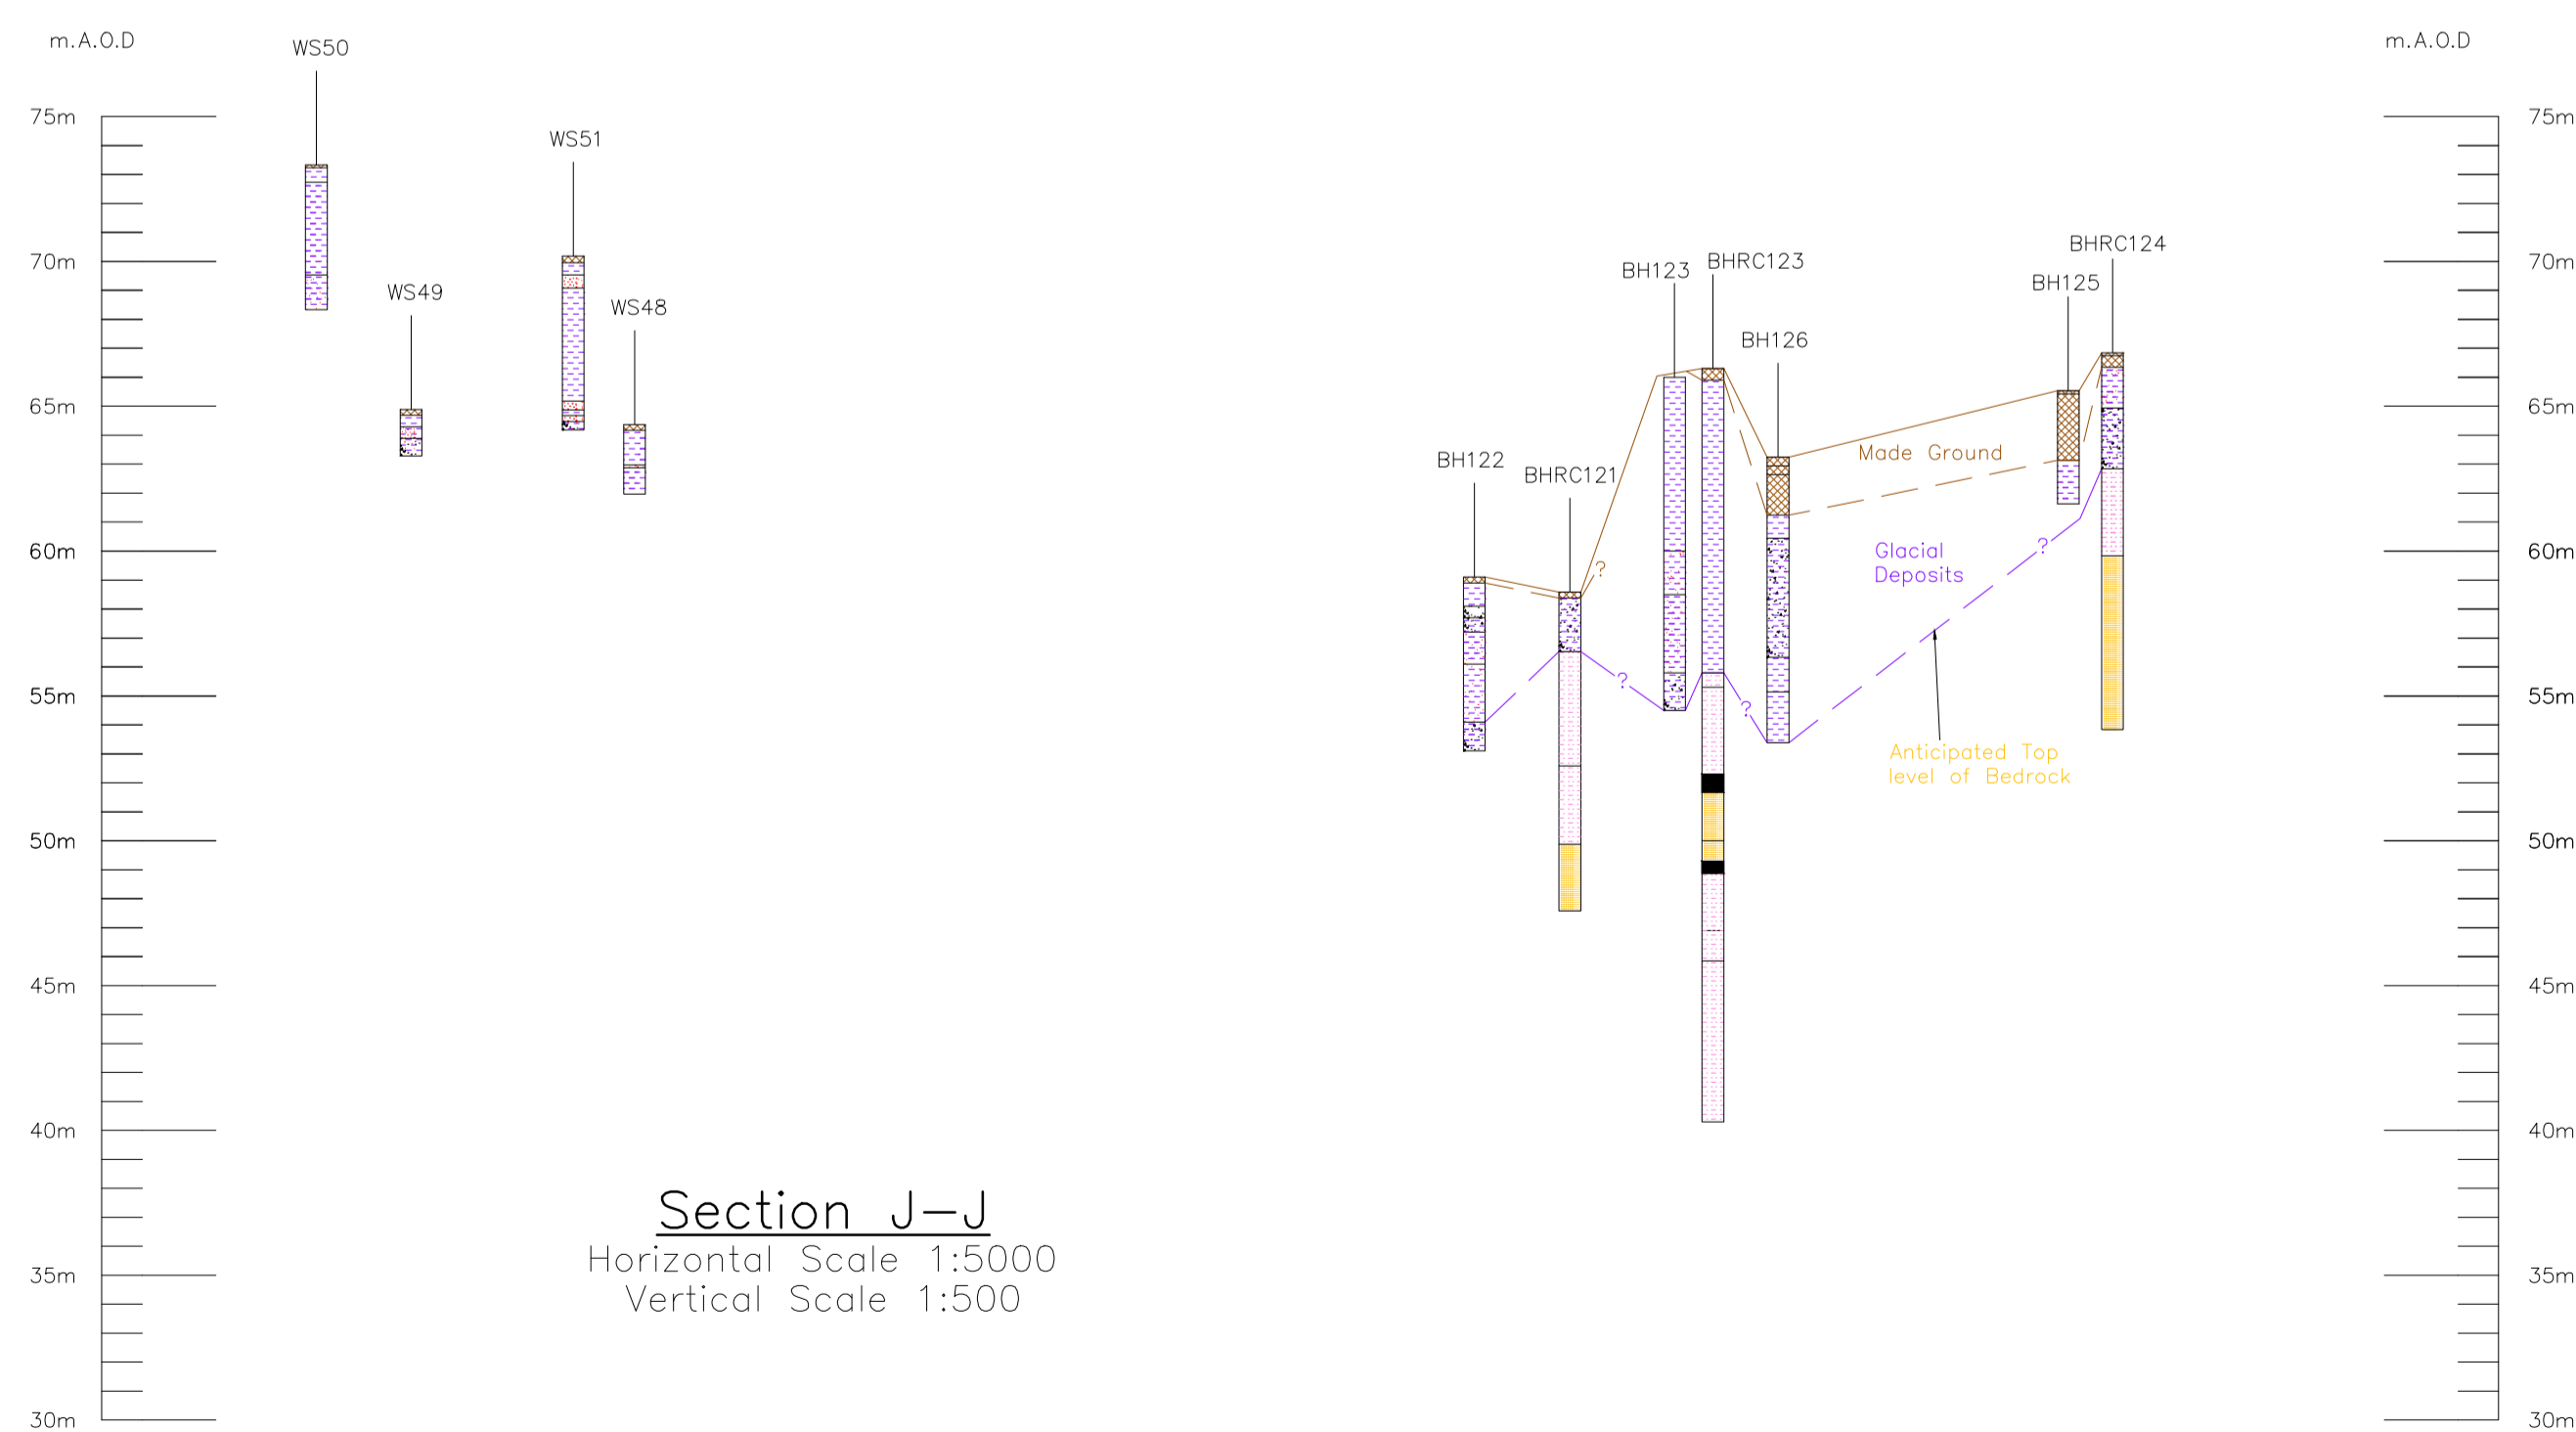 m.A.O.D
m.A.O.D
WS50
75m
75m
WS51
BHRC124
70m
BH123
BHRC123
70m
BH125
WS49
WS48
BH126
65m
65m
Made Ground
BH122
BHRC121
60m
?
Glacial
Deposits
?
60m
55m
?
?
55m
Anticipated Top
level of Bedrock
50m
50m
45m
45m
40m
40m
Section J-J
Horizontal Scale 1:5000
Vertical Scale 1:500
35m
35m
30m
30m